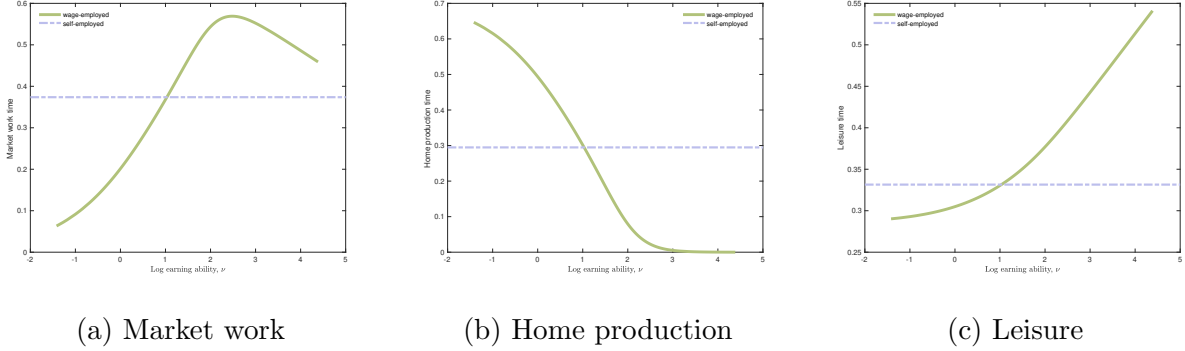 0.6
0.5
0.4
0.3
0.2
0.1
0
Market work time
wage-employed
self-employed
-2 -1 0 1 2 3 4 5
Log earning ability, ν
(a) Market work
0.7
0.6
0.5
0.4
0.3
0.2
0.1
0
Home production time
wage-employed
self-employed
-2 -1 0 1 2 3 4 5
Log earning ability, ν
(b) Home production
0.55
0.5
0.45
0.4
0.35
0.3
0.25
Leisure time
wage-employed
self-employed
-2 -1 0 1 2 3 4 5
Log earning ability, ν
(c) Leisure